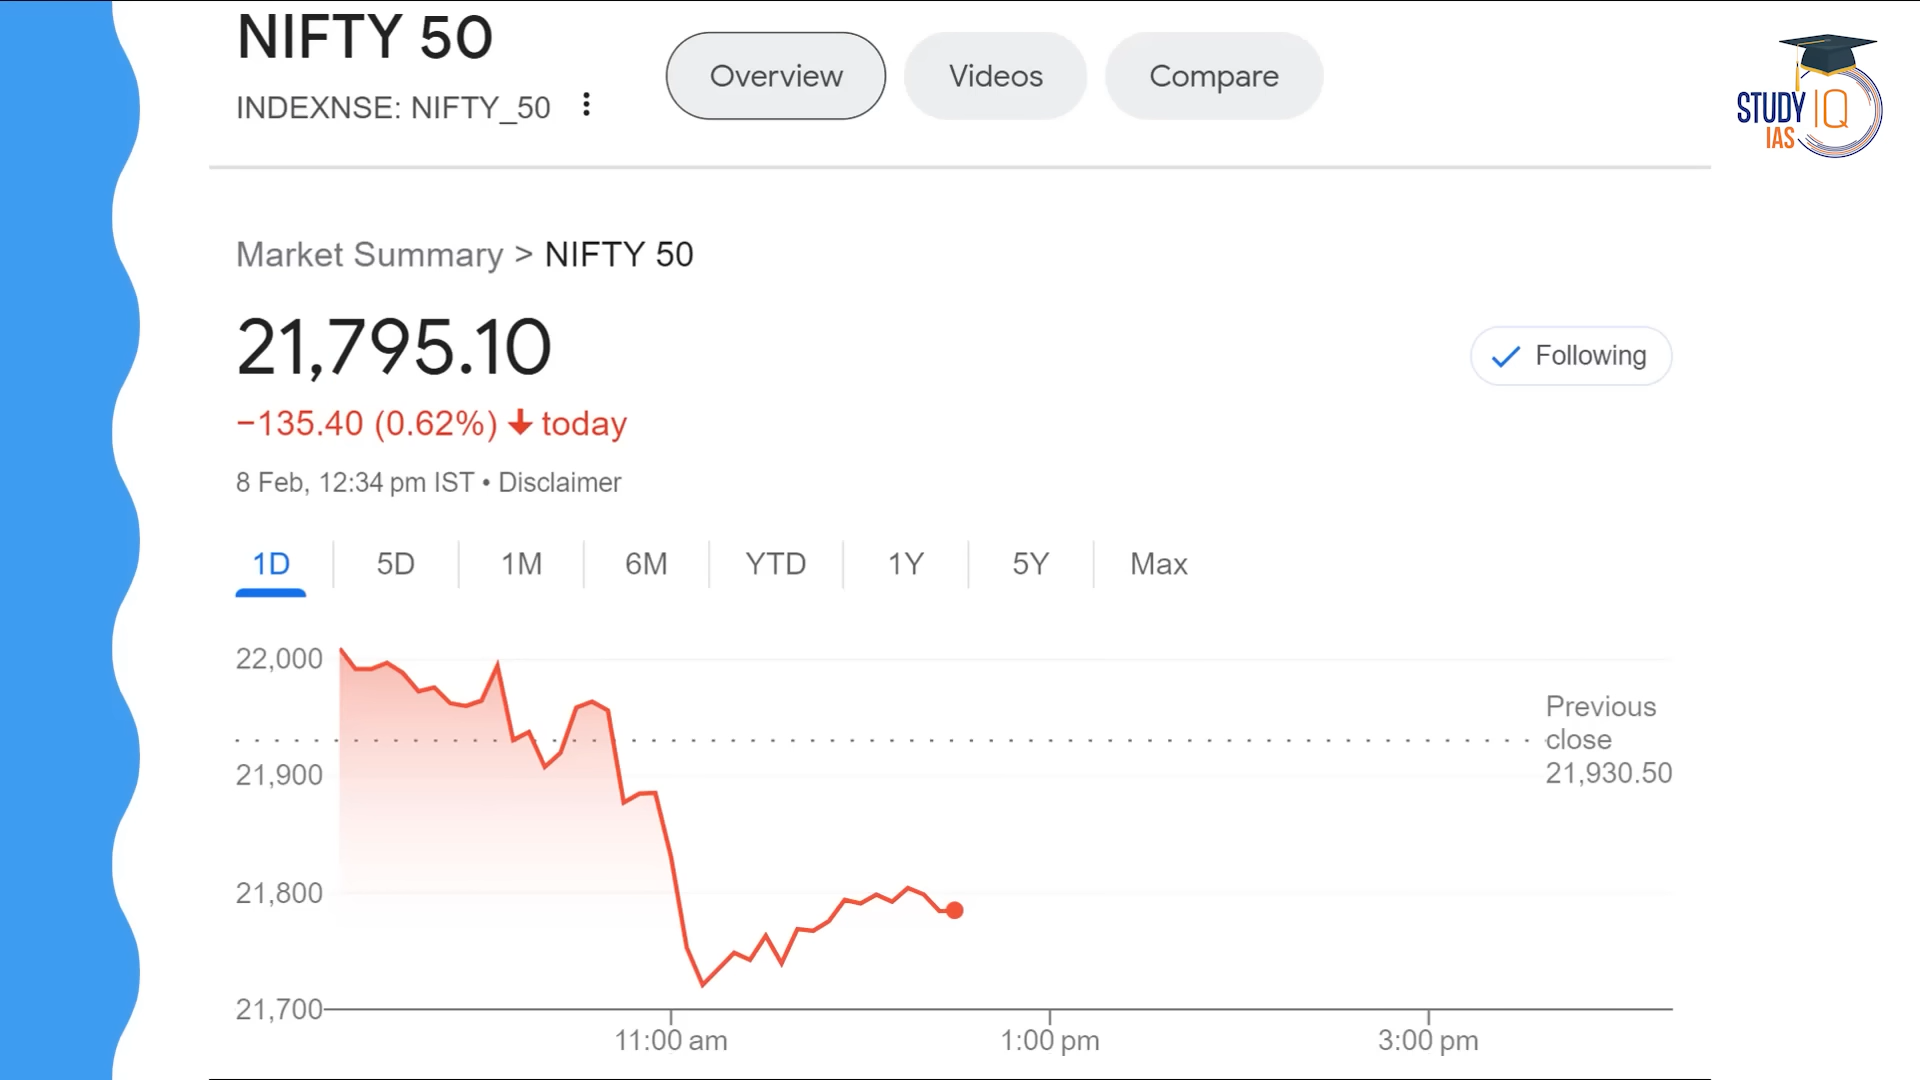 NIFTY 50
INDEXNSE: NIFTY_50
Overview
Videos
Compare
STUDY IQ
IAS
Market Summary > NIFTY 50
21,795.10
Following
−135.40 (0.62%) today
8 Feb, 12:34 pm IST • Disclaimer
1D 5D 1M 6M YTD 1Y 5Y Max
22,000
Previous
close
21,930.50
21,900
21,800
21,700
11:00 am 1:00 pm 3:00 pm